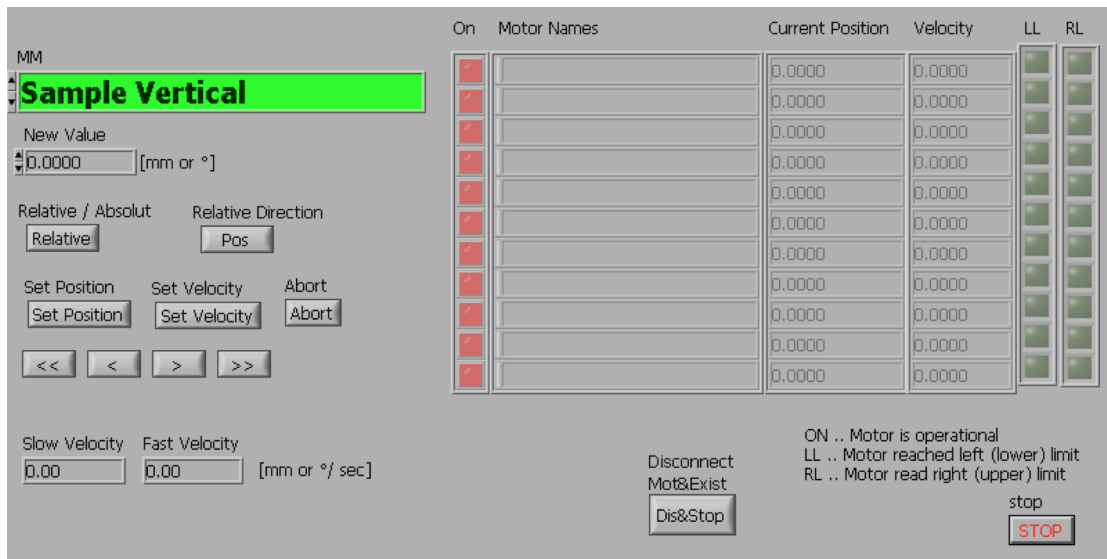 MM
Sample Vertical
New Value
0.0000 [mm or °]
Relative / Absolut Relative Direction
Relative Pos
Set Position Set Velocity Abort
Set Position Set Velocity Abort
<< < > >>
Slow Velocity Fast Velocity
0.00 0.00 [mm or °/ sec]
On Motor Names Current Position Velocity LL RL
0.0000 0.0000
0.0000 0.0000
0.0000 0.0000
0.0000 0.0000
0.0000 0.0000
0.0000 0.0000
0.0000 0.0000
0.0000 0.0000
0.0000 0.0000
0.0000 0.0000
0.0000 0.0000
Disconnect
Mot&Exist
Dis&Stop
ON .. Motor is operational
LL .. Motor reached left (lower) limit
RL .. Motor read right (upper) limit
stop
STOP